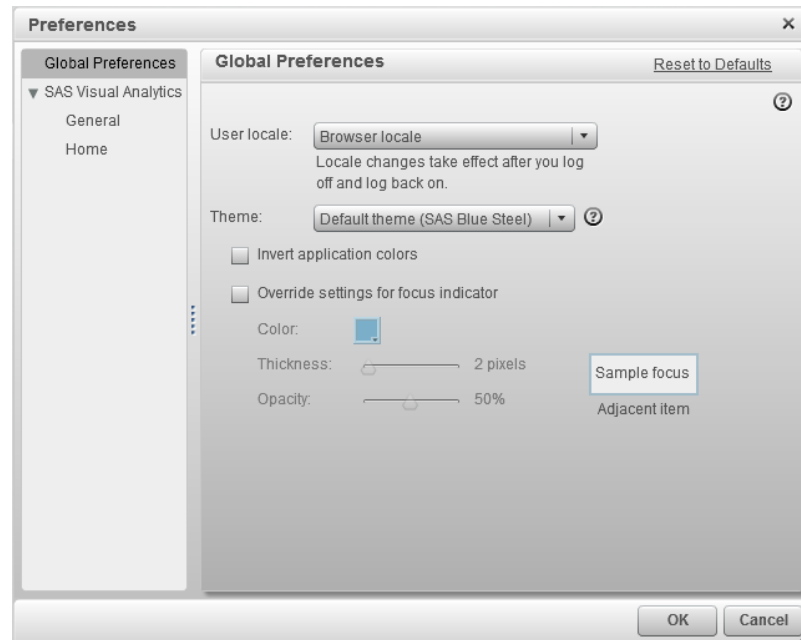 Preferences
Global Preferences
SAS Visual Analytics
General
Home
Global Preferences
Reset to Defaults
User locale:
Browser locale
Locale changes take effect after you log
off and log back on.
Theme:
Default theme (SAS Blue Steel)
Invert application colors
Override settings for focus indicator
Color:
Thickness:
2 pixels
Opacity:
50%
Sample focus
Adjacent item
OK
Cancel